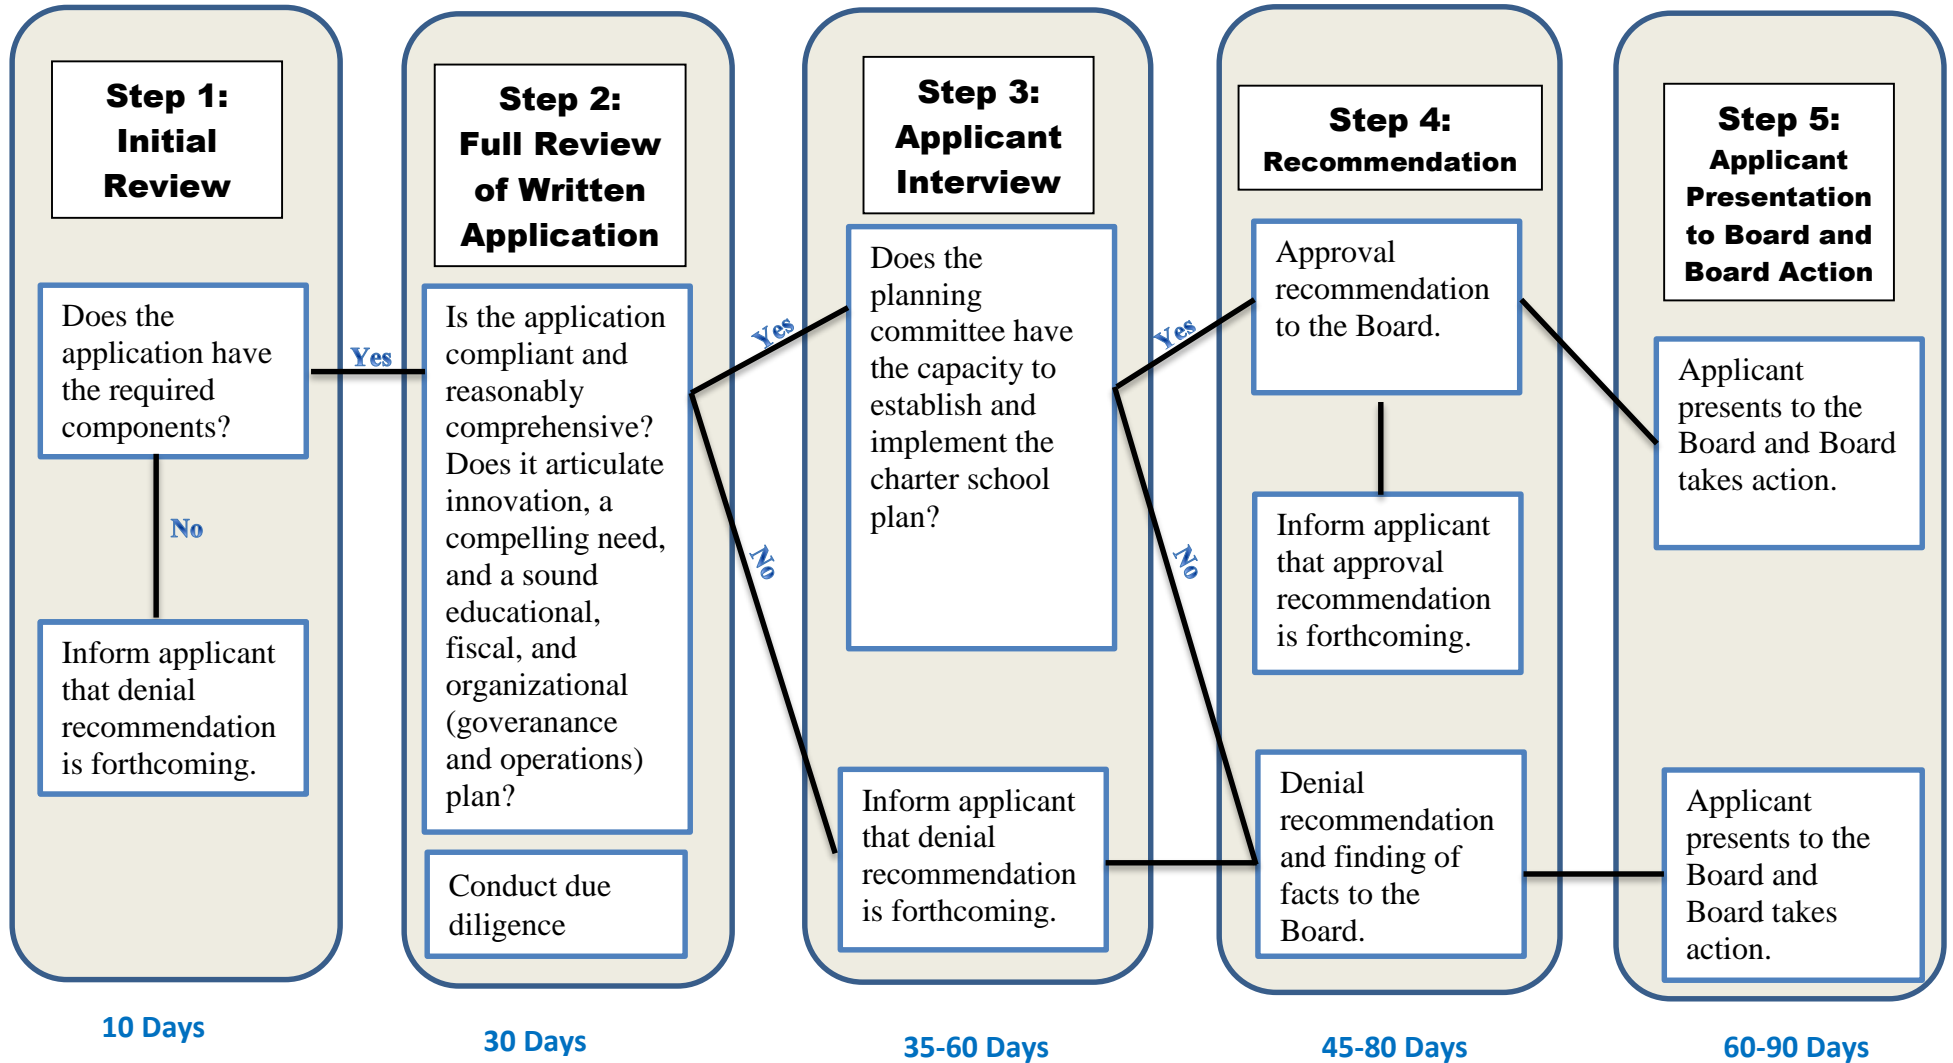 Step 1:
Initial
Review
Does the
application have
the required
components?
Yes
No
Inform applicant
that denial
recommendation
is forthcoming.
10 Days
Step 2:
Full Review
of Written
Application
Is the application
compliant and
reasonably
comprehensive?
Does it articulate
innovation, a
compelling need,
and a sound
educational,
fiscal, and
organizational
(goveranance
and operations)
plan?
Conduct due
diligence
Yes
No
30 Days
Step 3:
Applicant
Interview
Does the
planning
committee have
the capacity to
establish and
implement the
charter school
plan?
Inform applicant
that denial
recommendation
is forthcoming.
Yes
No
35-60 Days
Step 4:
Recommendation
Approval
recommendation
to the Board.
Inform applicant
that approval
recommendation
is forthcoming.
Denial
recommendation
and finding of
facts to the
Board.
45-80 Days
Step 5:
Applicant
Presentation
to Board and
Board Action
Applicant
presents to the
Board and Board
takes action.
Applicant
presents to the
Board and
Board takes
action.
60-90 Days